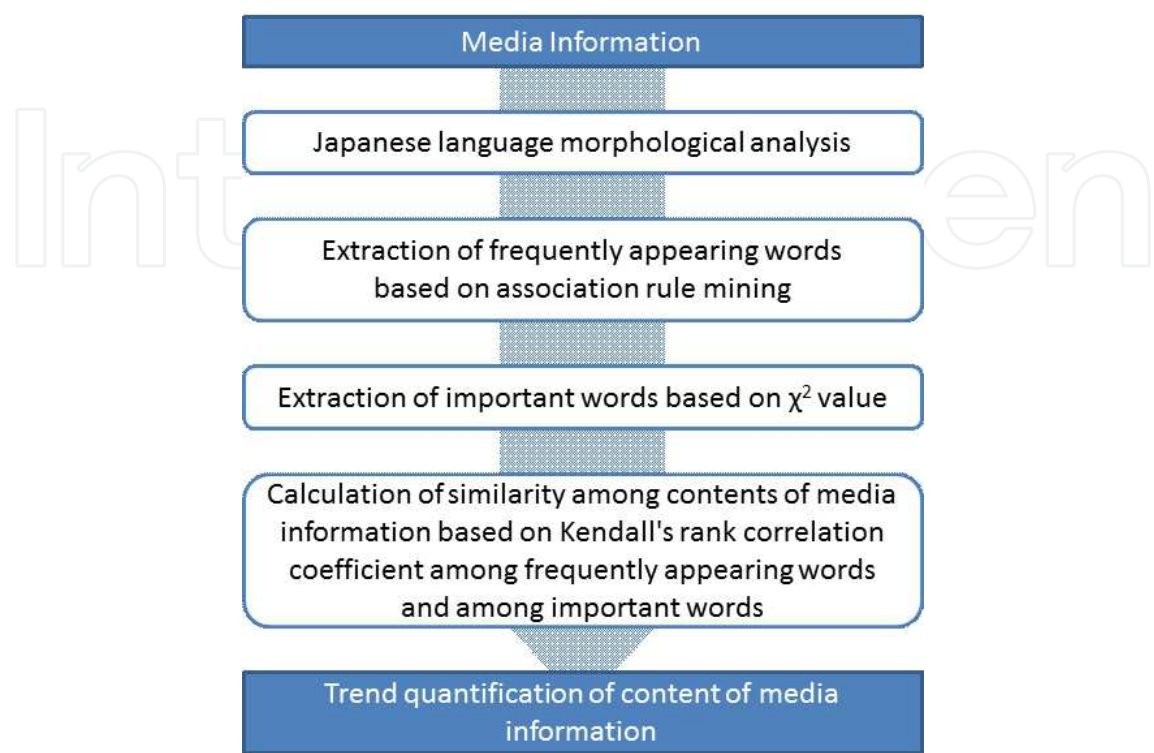 Media Information
Japanese language morphological analysis
Extraction of frequently appearing words
based on association rule mining
Extraction of important words based on χ² value
Calculation of similarity among contents of media
information based on Kendall's rank correlation
coefficient among frequently appearing words
and among important words
Trend quantification of content of media
information